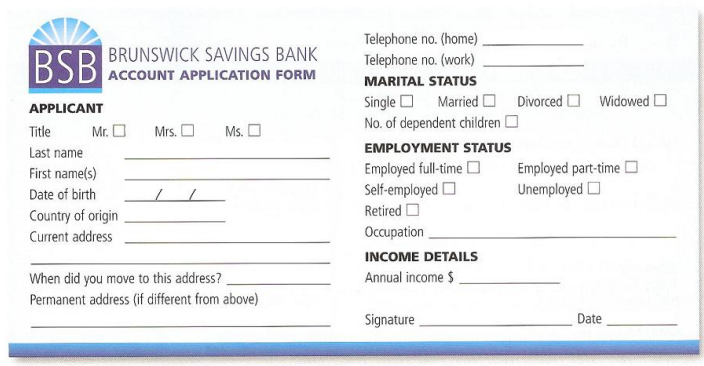 BSB
BRUNSWICK SAVINGS BANK
ACCOUNT APPLICATION FORM
APPLICANT
Title Mr. Mrs. Ms.
Last name
First name(s)
Date of birth / /
Country of origin
Current address
When did you move to this address?
Permanent address (if different from above)
Telephone no. (home)
Telephone no. (work)
MARITAL STATUS
Single Married Divorced Widowed
No. of dependent children
EMPLOYMENT STATUS
Employed full-time Employed part-time
Self-employed Unemployed
Retired
Occupation
INCOME DETAILS
Annual income $
Signature Date